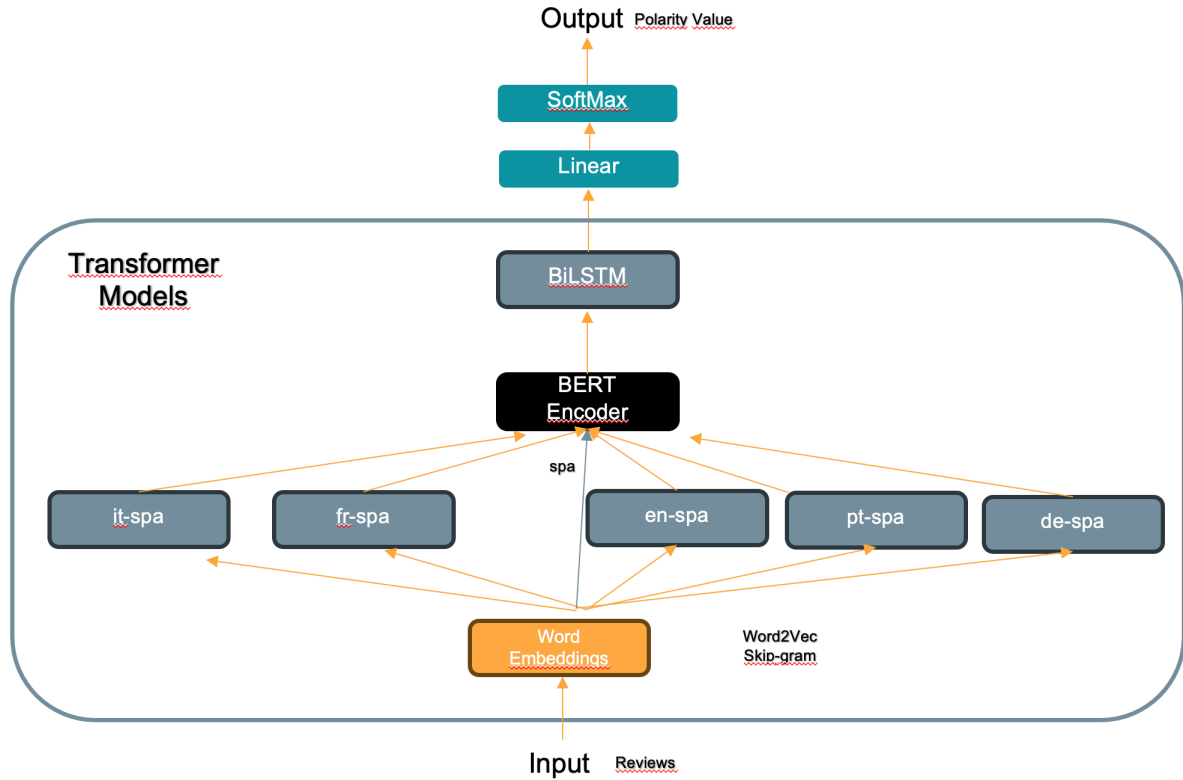 Output Polarity Value
SoftMax
Linear
Transformer
Models
BiLSTM
BERT
Encoder
spa
it-spa
fr-spa
en-spa
pt-spa
de-spa
Word
Embeddings
Word2Vec
Skip-gram
Input Reviews